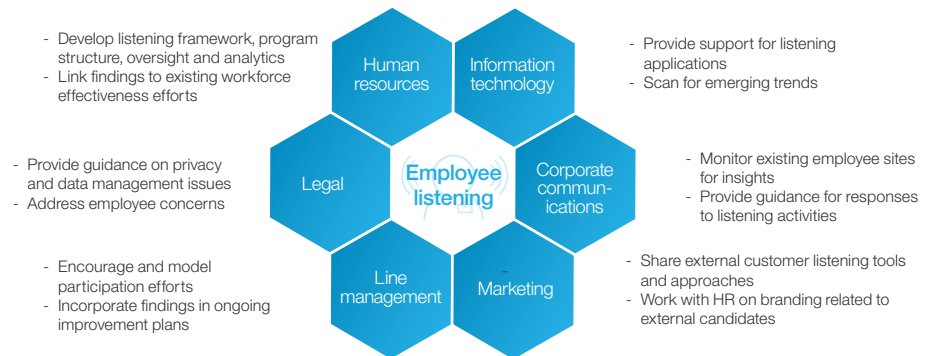 - Develop listening framework, program
structure, oversight and analytics
- Link findings to existing workforce
effectiveness efforts
Human
resources
Information
technology
- Provide support for listening
applications
- Scan for emerging trends
- Provide guidance on privacy
and data management issues
- Address employee concerns
Legal
Employee
listening
Corporate
commun-
ications
- Monitor existing employee sites
for insights
- Provide guidance for responses
to listening activities
- Encourage and model
participation efforts
- Incorporate findings in ongoing
improvement plans
Line
management
-
Marketing
- Share external customer listening tools
and approaches
- Work with HR on branding related to
external candidates